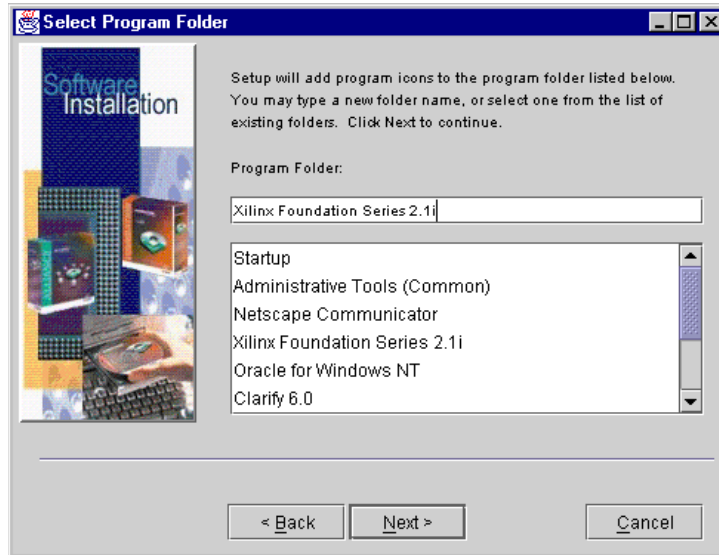 Select Program Folder
Software
Installation
Setup will add program icons to the program folder listed below.
You may type a new folder name, or select one from the list of
existing folders. Click Next to continue.
Program Folder:
Xilinx Foundation Series 2.1i
Startup
Administrative Tools (Common)
Netscape Communicator
Xilinx Foundation Series 2.1i
Oracle for Windows NT
Clarify 6.0
< Back
Next >
Cancel